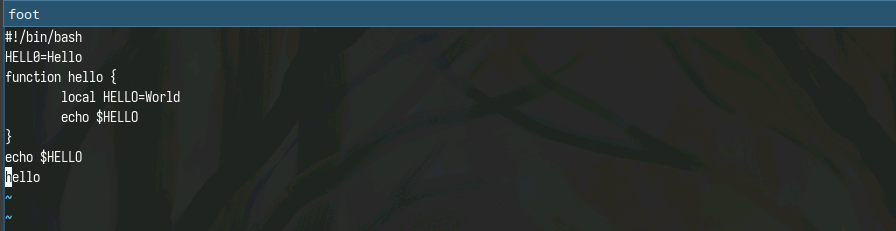 foot
#!/bin/bash
HELL0=Hello
function hello {
        local HELLO=World
        echo $HELLO
}
echo $HELLO
hello
~
~